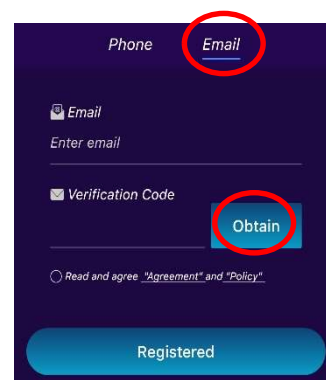 Phone Email
Email
Enter email
Verification Code
Obtain
Read and agree "Agreement" and "Policy"
Registered